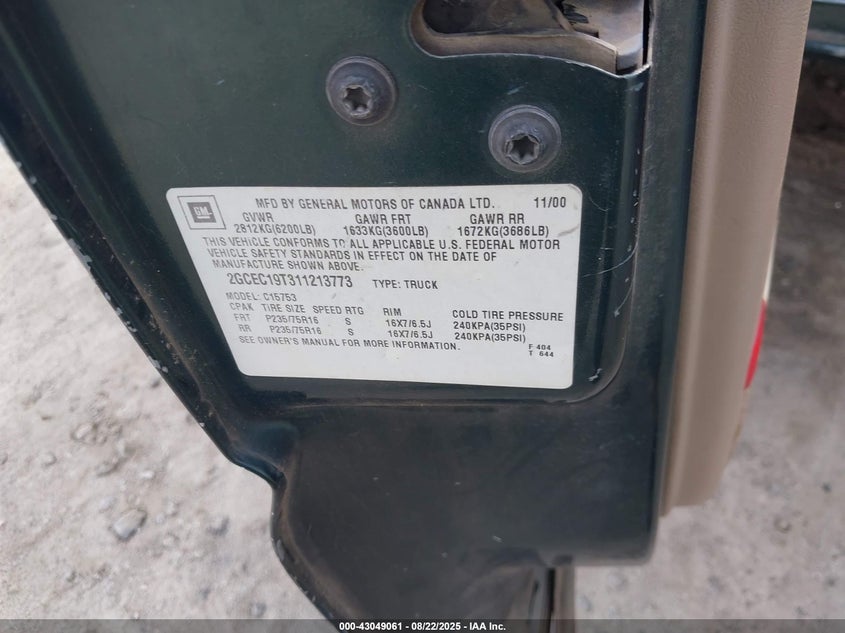 GM
MFD BY GENERAL MOTORS OF CANADA LTD. 11/00
GVWR GAWR FRT GAWR RR
2812KG(6200LB) 1633KG(3600LB) 1672KG(3686LB)
THIS VEHICLE CONFORMS TO ALL APPLICABLE U.S. FEDERAL MOTOR
VEHICLE SAFETY STANDARDS IN EFFECT ON THE DATE OF
MANUFACTURE SHOWN ABOVE.
2GCEC19T311213773 TYPE: TRUCK
MODEL: C15753
CPA TIRE SIZE SPEED RTG RIM COLD TIRE PRESSURE
FRT P235/75R16 S 16X7/6.5J 240KPA(35PSI)
RR P235/75R16 S 16X7/6.5J 240KPA(35PSI)
SEE OWNER'S MANUAL FOR MORE INFORMATION.
F 404
T 644
000-43049061 - 08/22/2025 - IAA Inc.